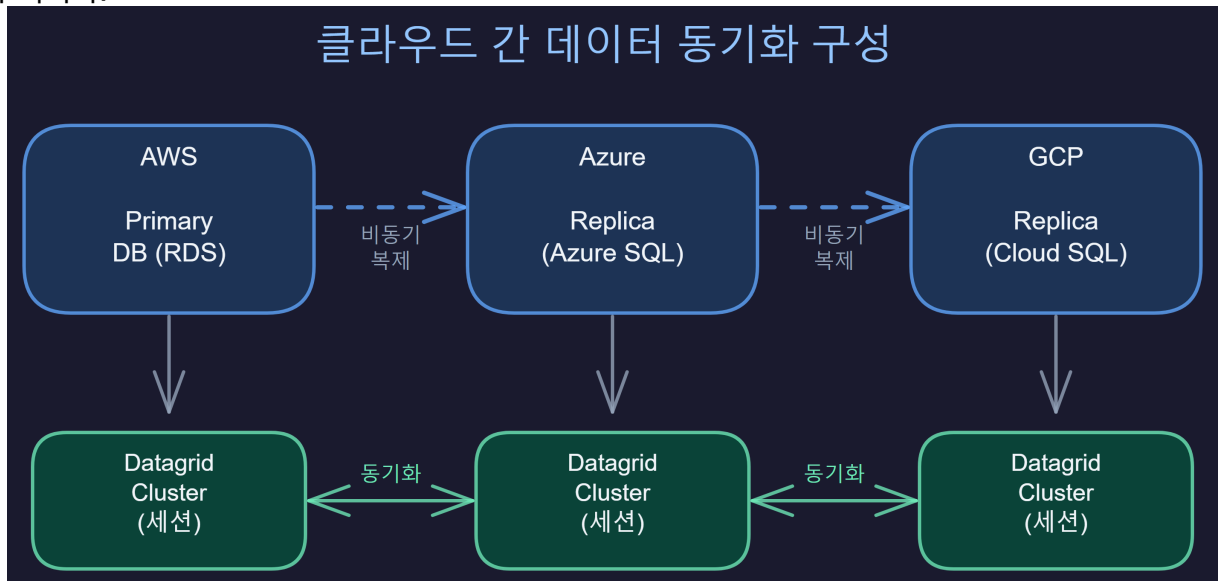 클라우드 간 데이터 동기화 구성
AWS
Primary
DB (RDS)
비동기
복제
Azure
Replica
(Azure SQL)
비동기
복제
GCP
Replica
(Cloud SQL)
Datagrid
Cluster
(세션)
동기화
Datagrid
Cluster
(세션)
동기화
Datagrid
Cluster
(세션)